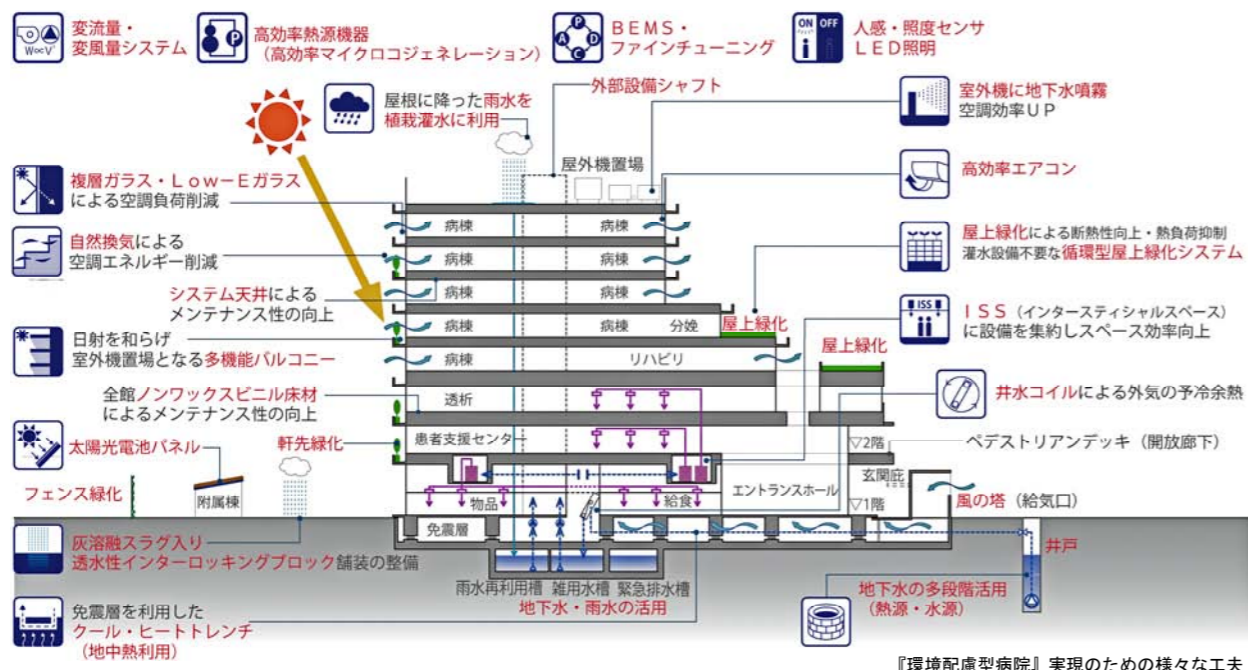 変流量・
変風量システム
W∝V
高効率熱源機器
(高効率マイクロコジェネレーション)
P
BEMS・
ファインチューニング
P
D
C
A
人感・照度センサ
LED照明
ON OFF
外部設備シャフト
屋根に降った雨水を
植栽灌水に利用
屋外機置場
室外機に地下水噴霧
空調効率UP
高効率エアコン
複層ガラス・Low-Eガラス
による空調負荷削減
自然換気による
空調エネルギー削減
システム天井による
メンテナンス性の向上
日射を和らげ
室外機置場となる多機能バルコニー
全館ノンワックスビニル床材
によるメンテナンス性の向上
太陽光電池パネル
軒先緑化
フェンス緑化
附属棟
病棟 病棟
病棟 病棟
病棟 病棟
病棟 病棟 分娩
病棟 リハビリ
透析
患者支援センター
物品 給食
エントランスホール
免震層
屋上緑化
屋上緑化
屋上緑化による断熱性向上・熱負荷抑制
灌水設備不要な循環型屋上緑化システム
ISS
ISS(インタースティシャルスペース)
に設備を集約しスペース効率向上
井水コイルによる外気の予冷余熱
▽2階
ペデストリアンデッキ(開放廊下)
玄関庇
▽1階
風の塔(給気口)
井戸
灰溶融スラグ入り
透水性インターロッキングブロック舗装の整備
雨水再利用槽 雑用水槽 緊急排水槽
地下水・雨水の活用
地下水の多段階活用
(熱源・水源)
免震層を利用した
クール・ヒートトレンチ
(地中熱利用)
『環境配慮型病院』実現のための様々な工夫